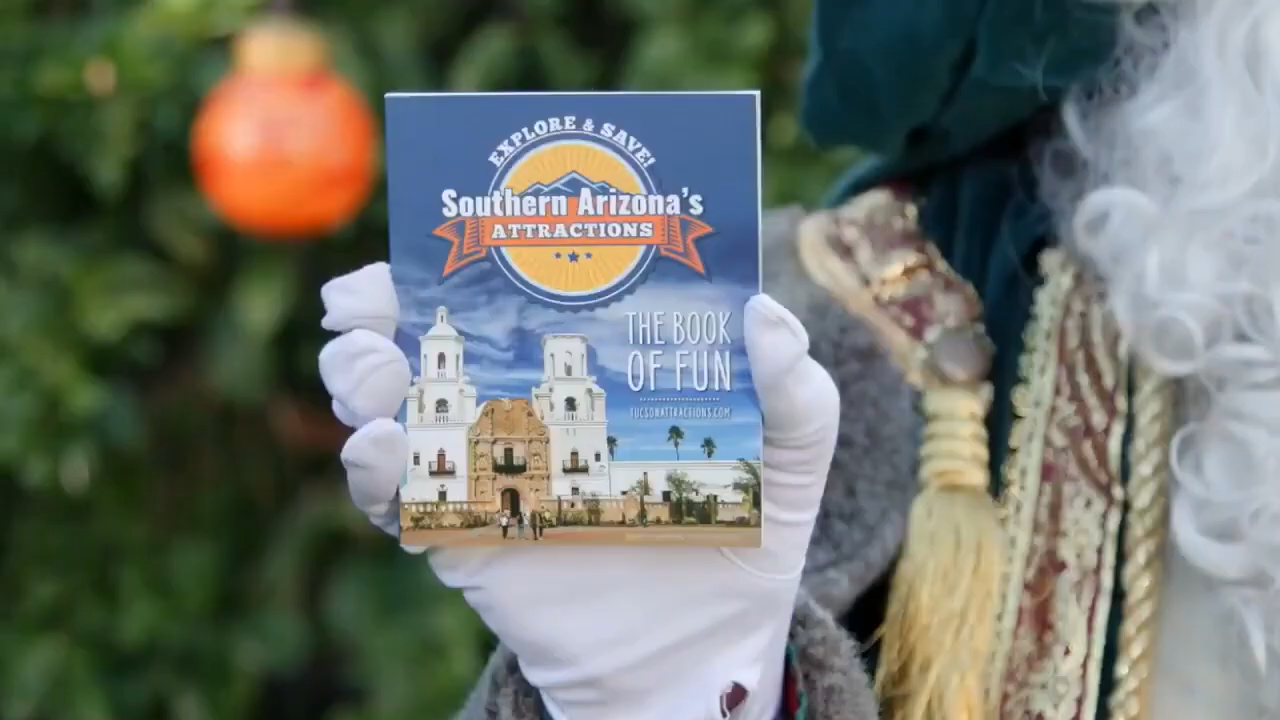 EXPLORE & SAVE!
Southern Arizona's
ATTRACTIONS
THE BOOK
OF FUN
TUCSONATTRACTIONS.COM